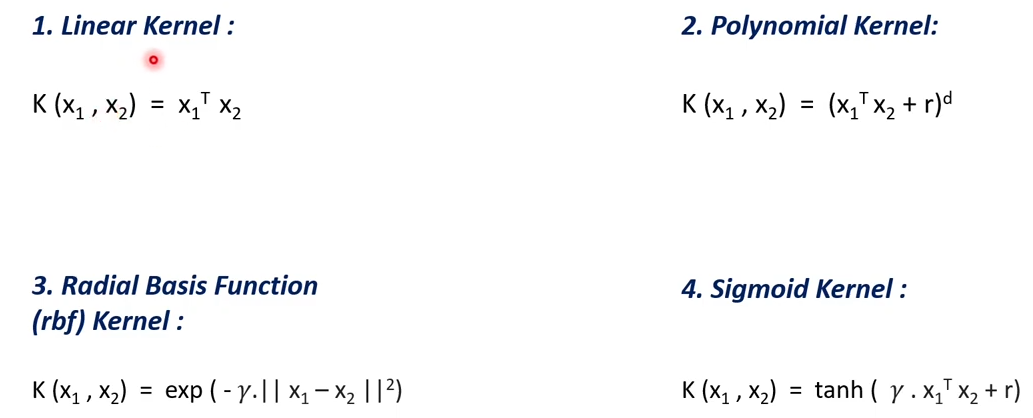 1. Linear Kernel :
K (x₁ , x₂) = x₁ᵀ x₂
2. Polynomial Kernel:
K (x₁ , x₂) = (x₁ᵀ x₂ + r)ᵈ
3. Radial Basis Function
(rbf) Kernel :
K (x₁ , x₂) = exp ( - γ.|| x₁ – x₂ ||²)
4. Sigmoid Kernel :
K (x₁ , x₂) = tanh ( γ . x₁ᵀ x₂ + r)